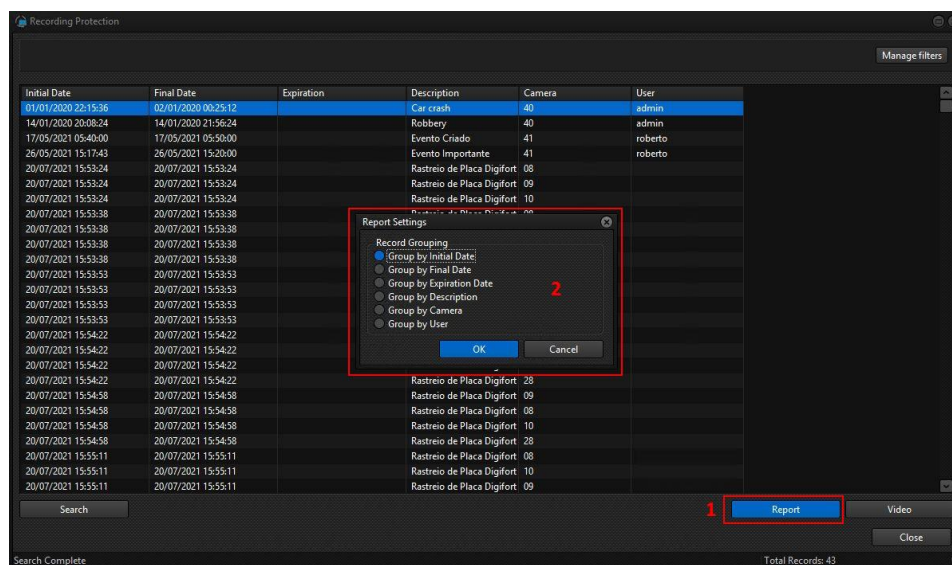 Recording Protection
Manage filters
Initial Date Final Date Expiration Description Camera User
01/01/2020 22:15:36 02/01/2020 00:25:12 Car crash 40 admin
14/01/2020 20:08:24 14/01/2020 21:56:24 Robbery 40 admin
17/05/2021 05:40:00 17/05/2021 05:50:00 Evento Criado 41 roberto
26/05/2021 15:17:43 26/05/2021 15:20:00 Evento Importante 41 roberto
20/07/2021 15:53:24 20/07/2021 15:53:24 Rastreio de Placa Digifort 08
20/07/2021 15:53:24 20/07/2021 15:53:24 Rastreio de Placa Digifort 09
20/07/2021 15:53:24 20/07/2021 15:53:24 Rastreio de Placa Digifort 10
20/07/2021 15:53:38 20/07/2021 15:53:38
20/07/2021 15:53:38 20/07/2021 15:53:38
20/07/2021 15:53:38 20/07/2021 15:53:38
20/07/2021 15:53:38 20/07/2021 15:53:38
20/07/2021 15:53:53 20/07/2021 15:53:53
20/07/2021 15:53:53 20/07/2021 15:53:53
20/07/2021 15:53:53 20/07/2021 15:53:53
20/07/2021 15:53:53 20/07/2021 15:53:53
20/07/2021 15:54:22 20/07/2021 15:54:22
20/07/2021 15:54:22 20/07/2021 15:54:22
20/07/2021 15:54:22 20/07/2021 15:54:22
20/07/2021 15:54:22 20/07/2021 15:54:22 Rastreio de Placa Digifort 28
20/07/2021 15:54:58 20/07/2021 15:54:58 Rastreio de Placa Digifort 09
20/07/2021 15:54:58 20/07/2021 15:54:58 Rastreio de Placa Digifort 08
20/07/2021 15:54:58 20/07/2021 15:54:58 Rastreio de Placa Digifort 10
20/07/2021 15:54:58 20/07/2021 15:54:58 Rastreio de Placa Digifort 28
20/07/2021 15:55:11 20/07/2021 15:55:11 Rastreio de Placa Digifort 08
20/07/2021 15:55:11 20/07/2021 15:55:11 Rastreio de Placa Digifort 10
20/07/2021 15:55:11 20/07/2021 15:55:11 Rastreio de Placa Digifort 09
Report Settings
Record Grouping
Group by Initial Date
Group by Final Date
Group by Expiration Date
2
Group by Description
Group by Camera
Group by User
OK Cancel
Search 1 Report Video
Close
Search Complete Total Records: 43